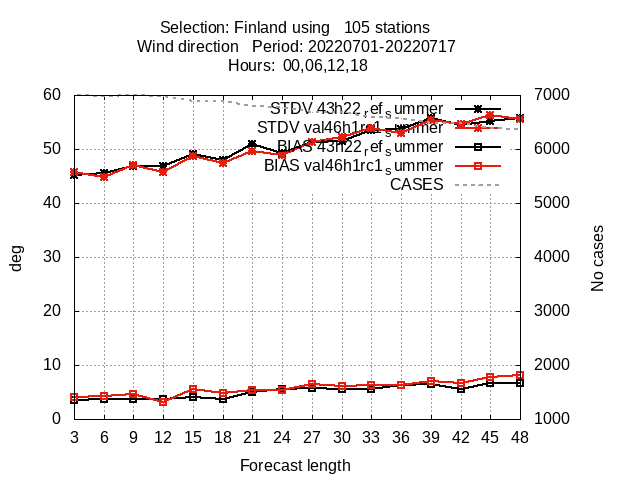 Selection: Finland using   105 stations
Wind direction   Period: 20220701-20220717
Hours: 00,06,12,18
STDV 43h22_ref_summer
STDV val46h1rc1_summer
BIAS 43h22_ref_summer
BIAS val46h1rc1_summer
CASES
60
50
40
30
20
10
0
deg
7000
6000
5000
4000
3000
2000
1000
No cases
3 6 9 12 15 18 21 24 27 30 33 36 39 42 45 48
Forecast length